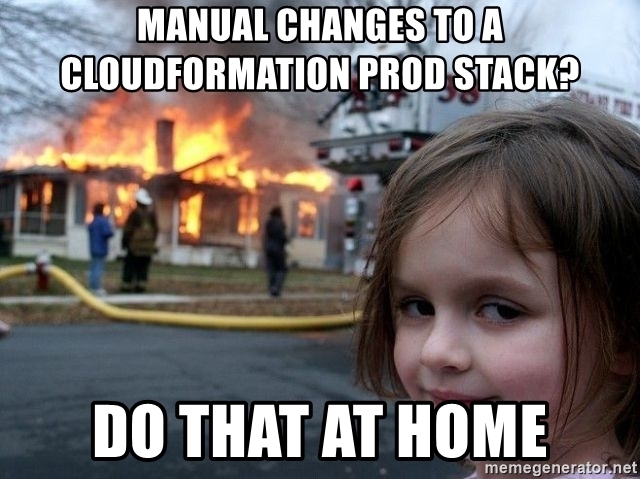 MANUAL CHANGES TO A
CLOUDFORMATION PROD STACK?
DO THAT AT HOME
memegenerator.net